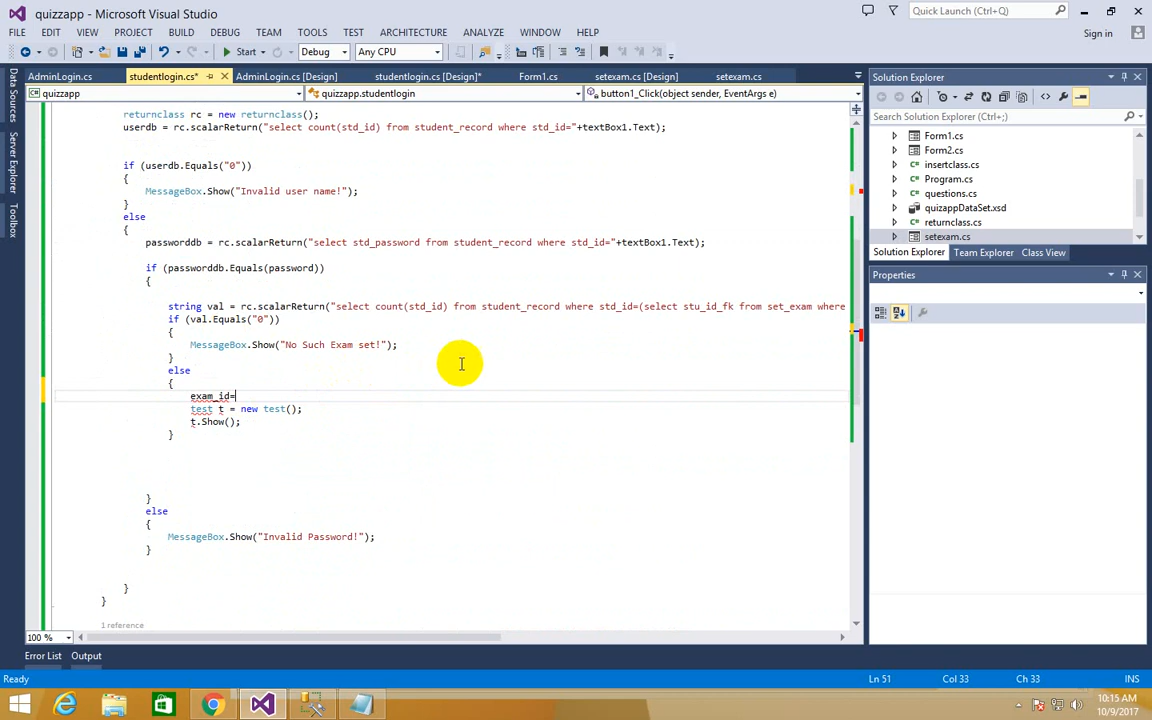 quizzapp - Microsoft Visual Studio
Quick Launch (Ctrl+Q)
FILE EDIT VIEW PROJECT BUILD DEBUG TEAM TOOLS TEST ARCHITECTURE ANALYZE WINDOW HELP
Sign in
Start Debug Any CPU
AdminLogin.cs studentlogin.cs* AdminLogin.cs [Design] studentlogin.cs [Design]* Form1.cs setexam.cs [Design] setexam.cs
quizzapp quizzapp.studentlogin button1_Click(object sender, EventArgs e)
Data Sources
Server Explorer
Toolbox
returnclass rc = new returnclass();
userdb = rc.scalarReturn("select count(std_id) from student_record where std_id="+textBox1.Text);
if (userdb.Equals("0"))
{
MessageBox.Show("Invalid user name!");
}
else
{
passworddb = rc.scalarReturn("select std_password from student_record where std_id="+textBox1.Text);
if (passworddb.Equals(password))
{
string val = rc.scalarReturn("select count(std_id) from student_record where std_id=(select stu_id_fk from set_exam where
if (val.Equals("0"))
{
MessageBox.Show("No Such Exam set!");
}
else
{
exam_id=
test t = new test();
t.Show();
}
}
else
{
MessageBox.Show("Invalid Password!");
}
}
}
1 reference
100 %
Solution Explorer
Search Solution Explorer (Ctrl+;)
Form1.cs
Form2.cs
insertclass.cs
Program.cs
questions.cs
quizappDataSet.xsd
returnclass.cs
setexam.cs
Solution Explorer Team Explorer Class View
Properties
Error List Output
Ready Ln 51 Col 33 Ch 33 INS
10:15 AM
10/9/2017